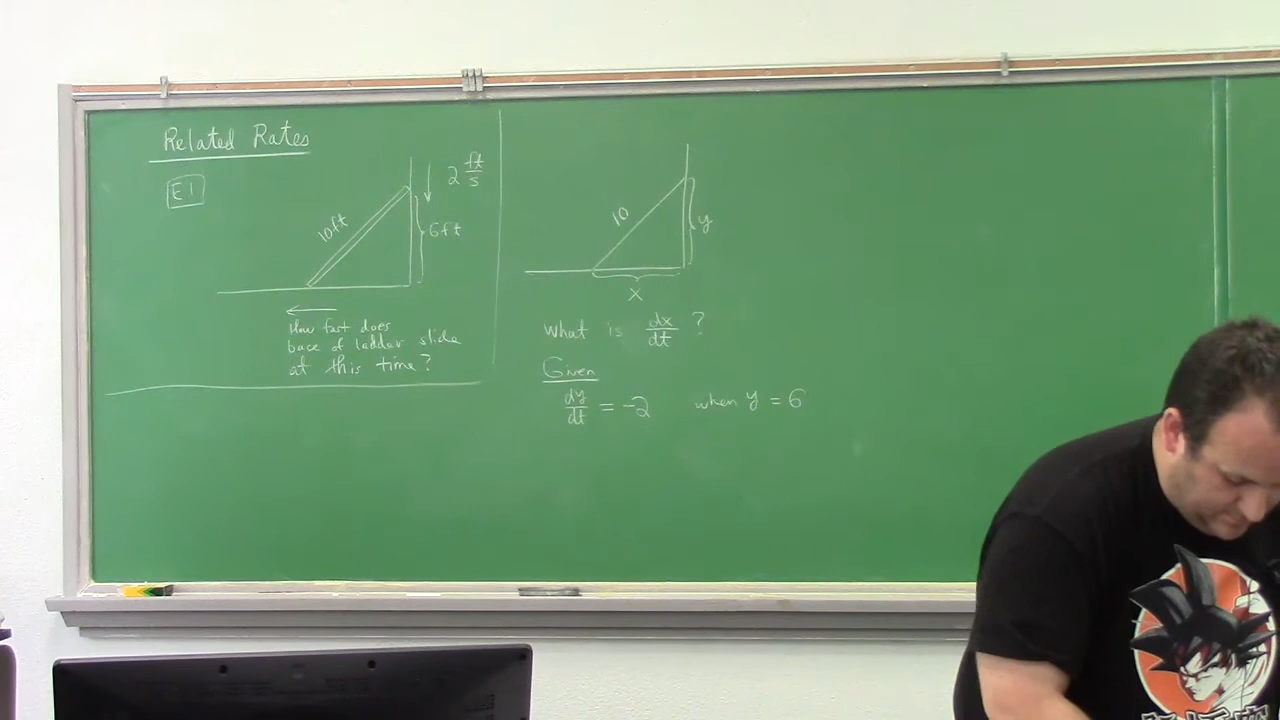 Related Rates
E1
10ft
2 ft/s
6ft
How fast does
base of ladder slide
at this time?
10
y
x
What is dx/dt ?
Given
dy/dt = -2 when y = 6